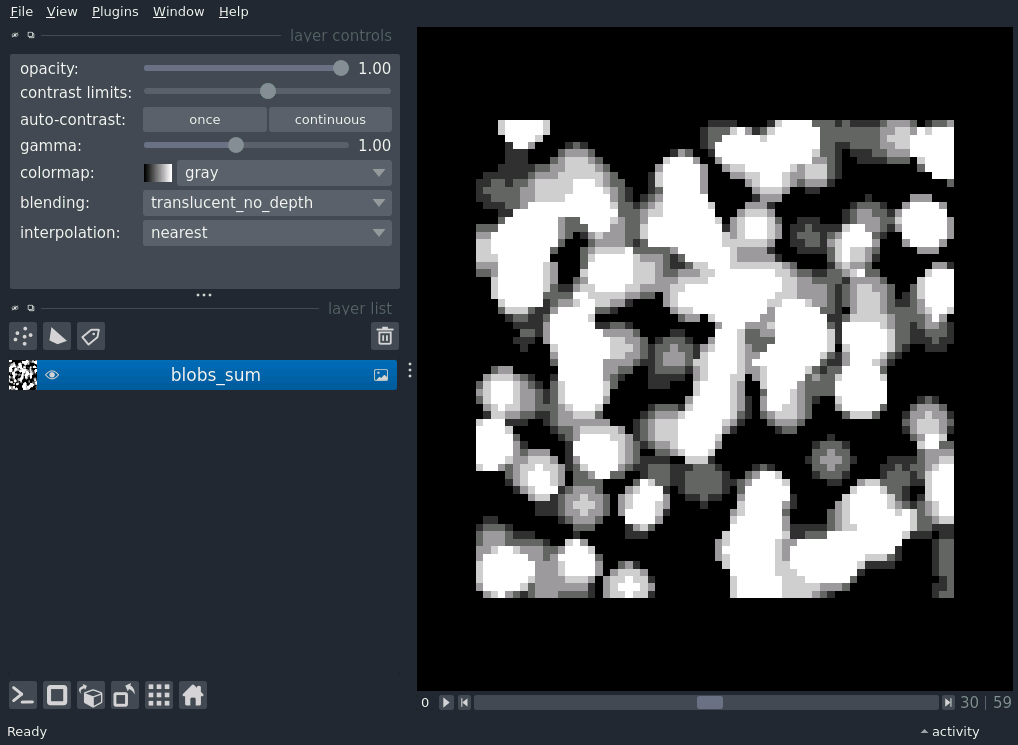 File View Plugins Window Help
layer controls
opacity: 1.00
contrast limits:
auto-contrast: once continuous
gamma: 1.00
colormap: gray
blending: translucent_no_depth
interpolation: nearest
layer list
blobs_sum
0 30 | 59
Ready activity